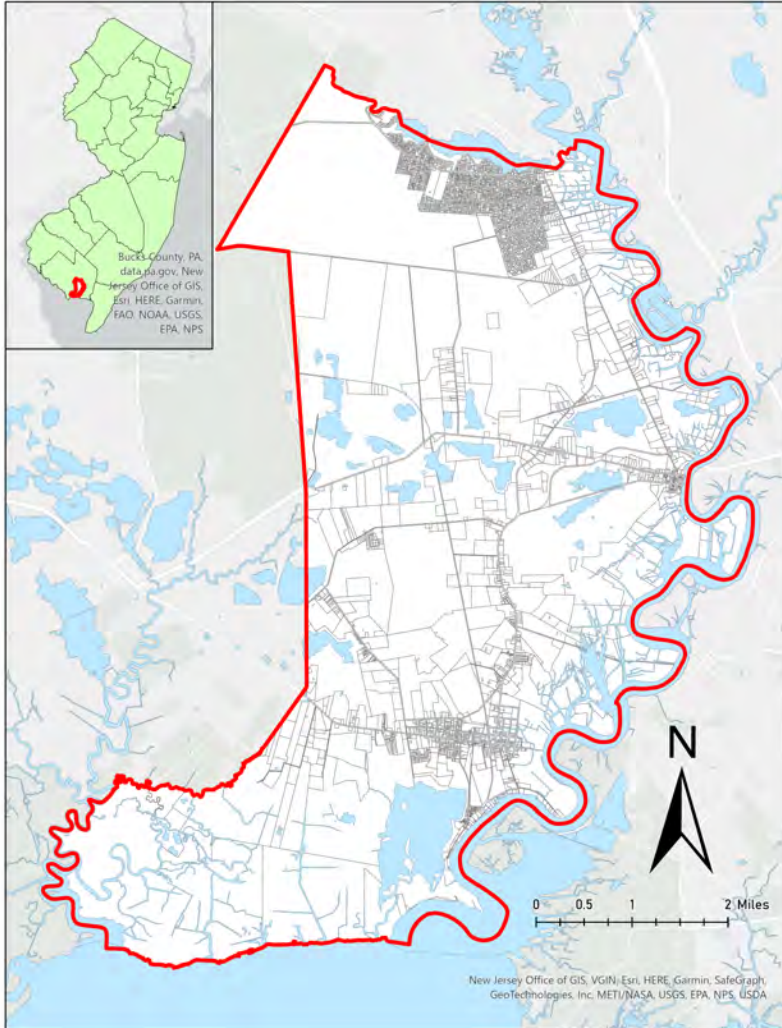 Bucks County, PA,
data.pa.gov, New
Jersey Office of GIS,
Esri, HERE, Garmin,
FAO, NOAA, USGS,
EPA, NPS
N
0 0.5 1 2 Miles
New Jersey Office of GIS, VGIN, Esri, HERE, Garmin, SafeGraph,
GeoTechnologies, Inc, METI/NASA, USGS, EPA, NPS, USDA